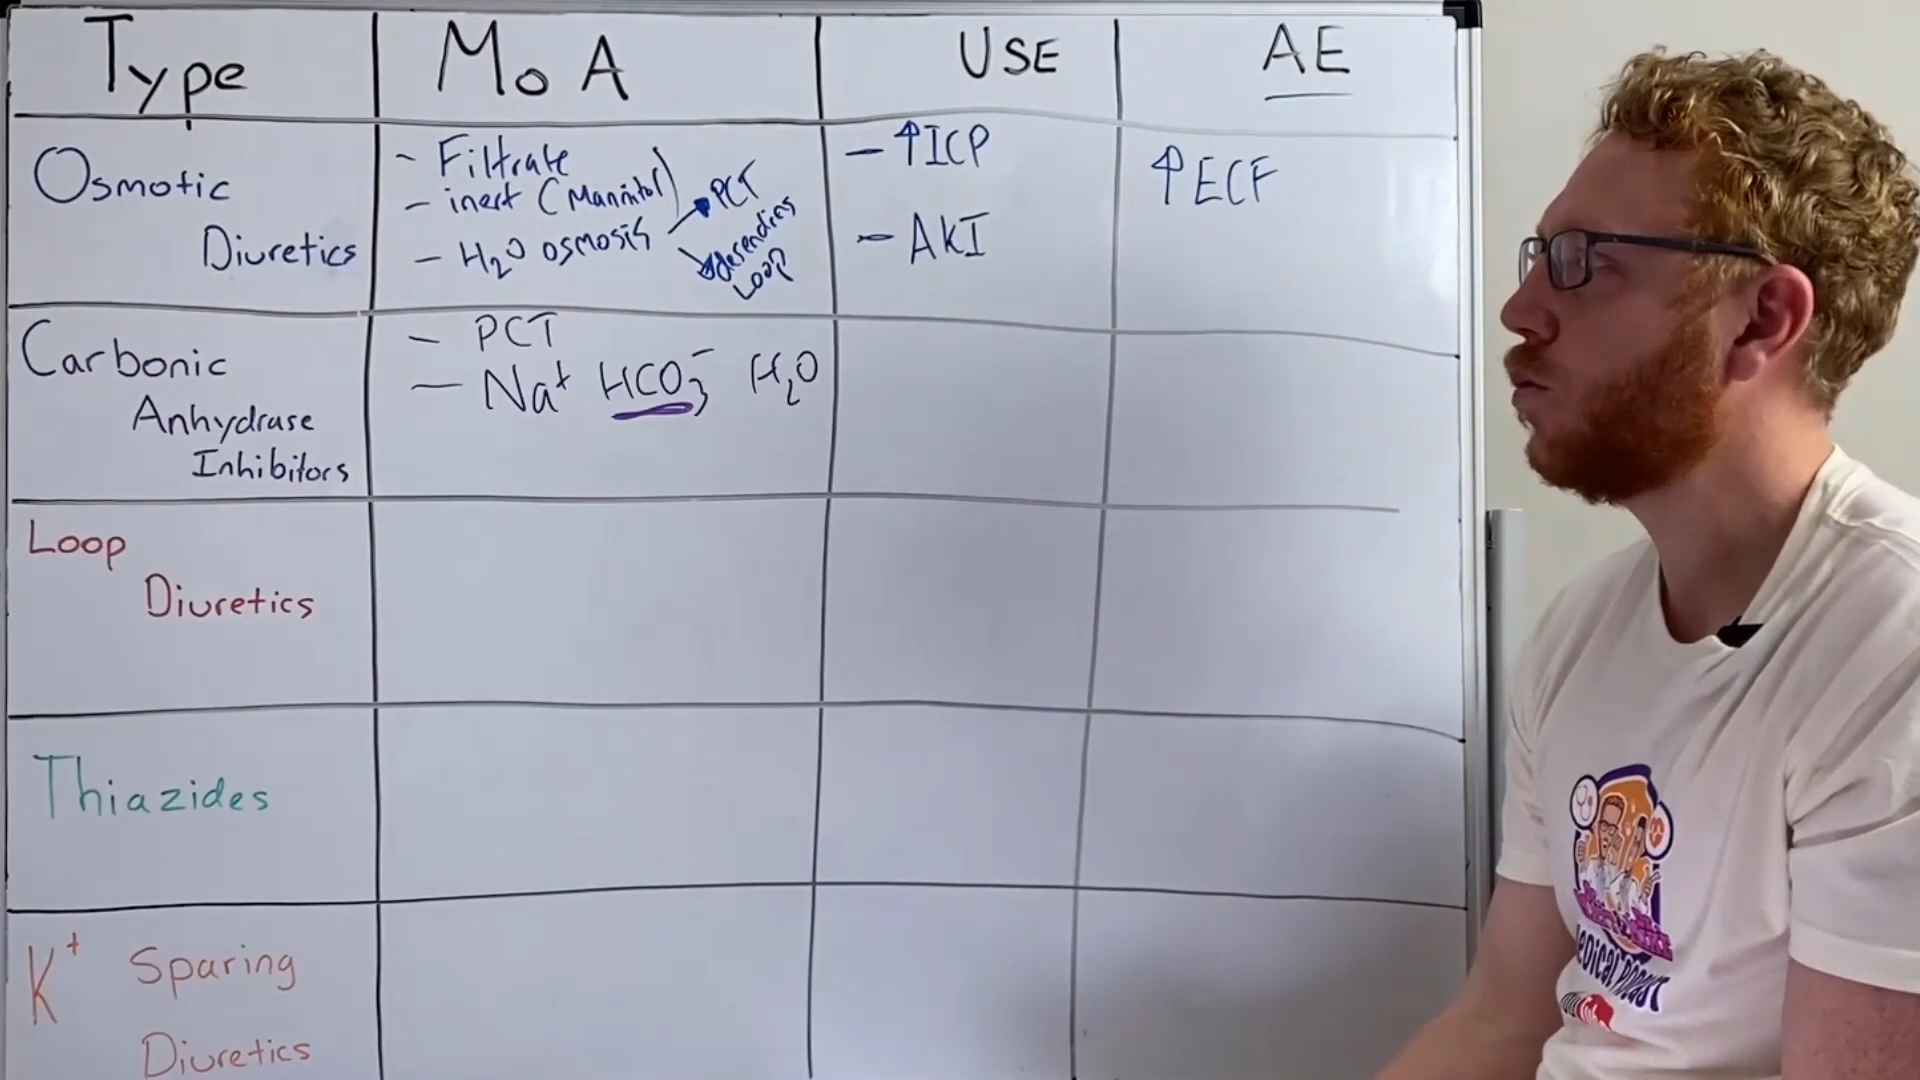 Type MoA USE AE
Osmotic
Diuretics
- Filtrate
- inert (Mannitol)
- H2O osmosis
PCT
desending
Loop
- ↑ICP
- AKI
↑ECF
Carbonic
Anhydrase
Inhibitors
- PCT
- Na+ HCO3- H2O
Loop
Diuretics
Thiazides
K+ Sparing
Diuretics